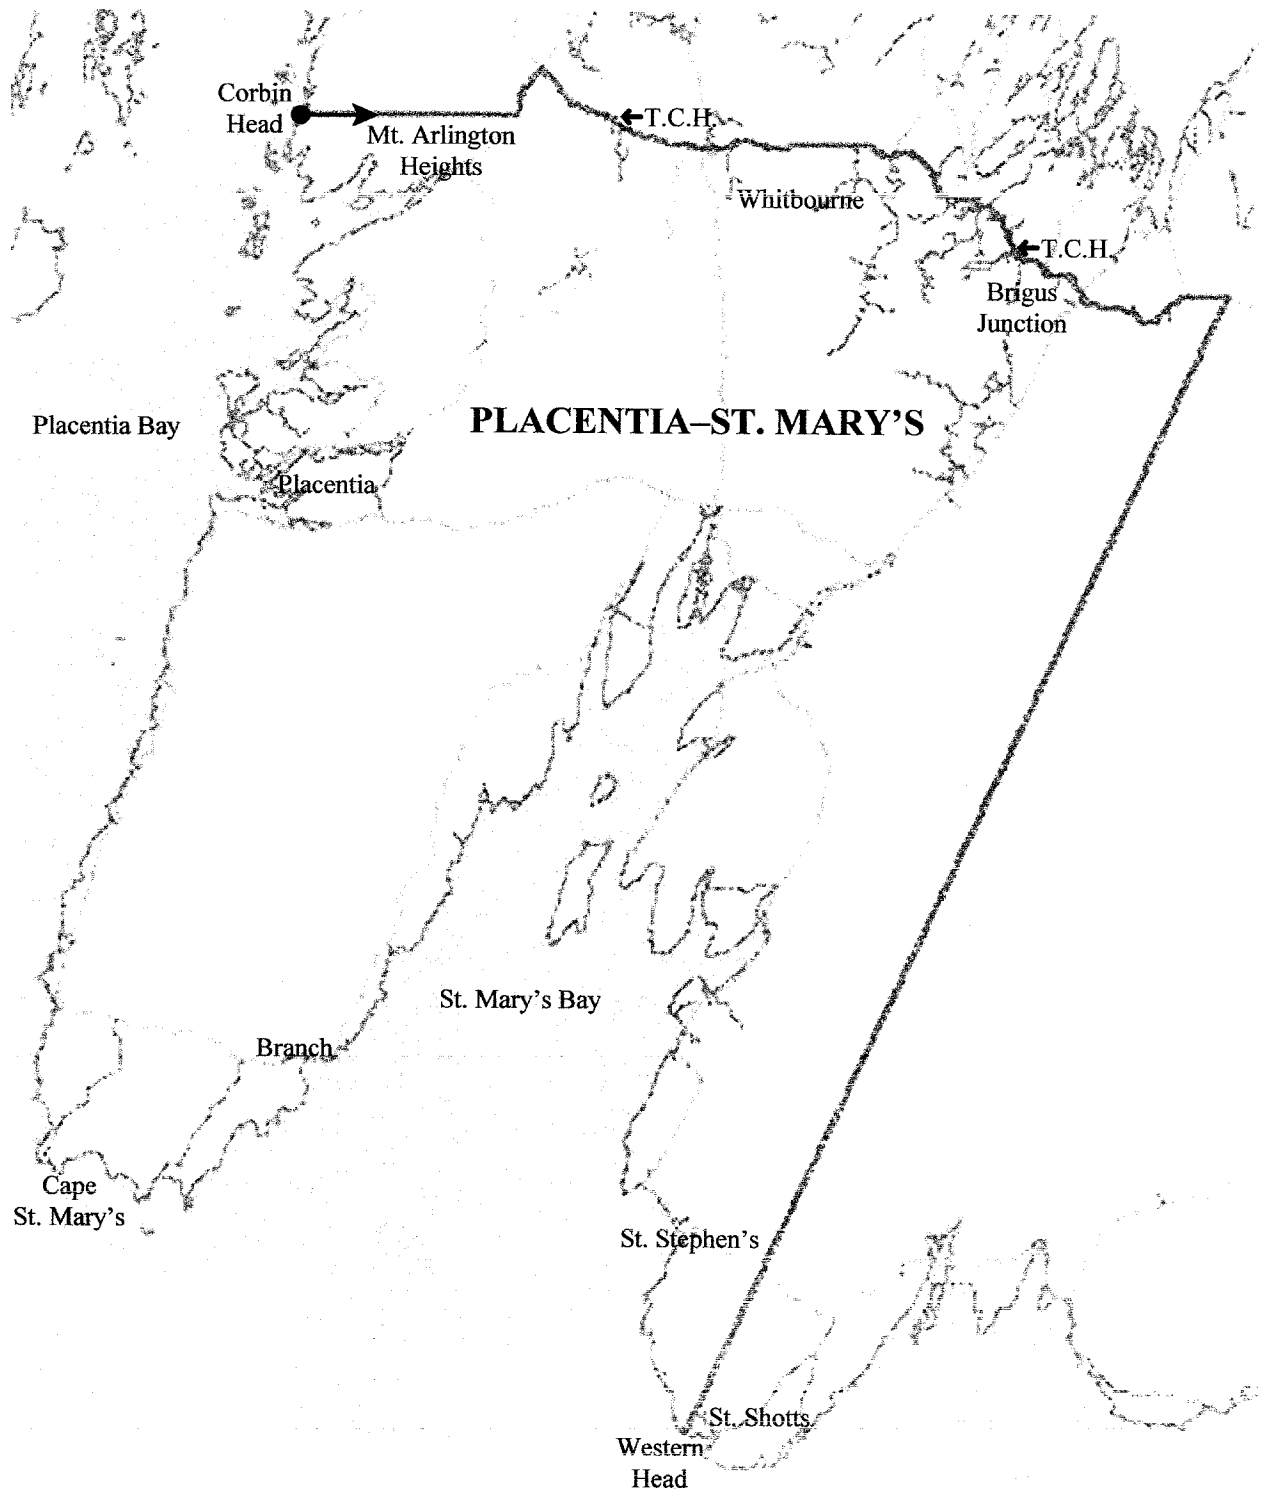 Corbin
Head
T.C.H.
Mt. Arlington
Heights
Whitbourne
T.C.H.
Brigus
Junction
Placentia Bay
PLACENTIA–ST. MARY'S
Placentia
St. Mary's Bay
Branch
Cape
St. Mary's
St. Stephen's
St. Shotts
Western
Head